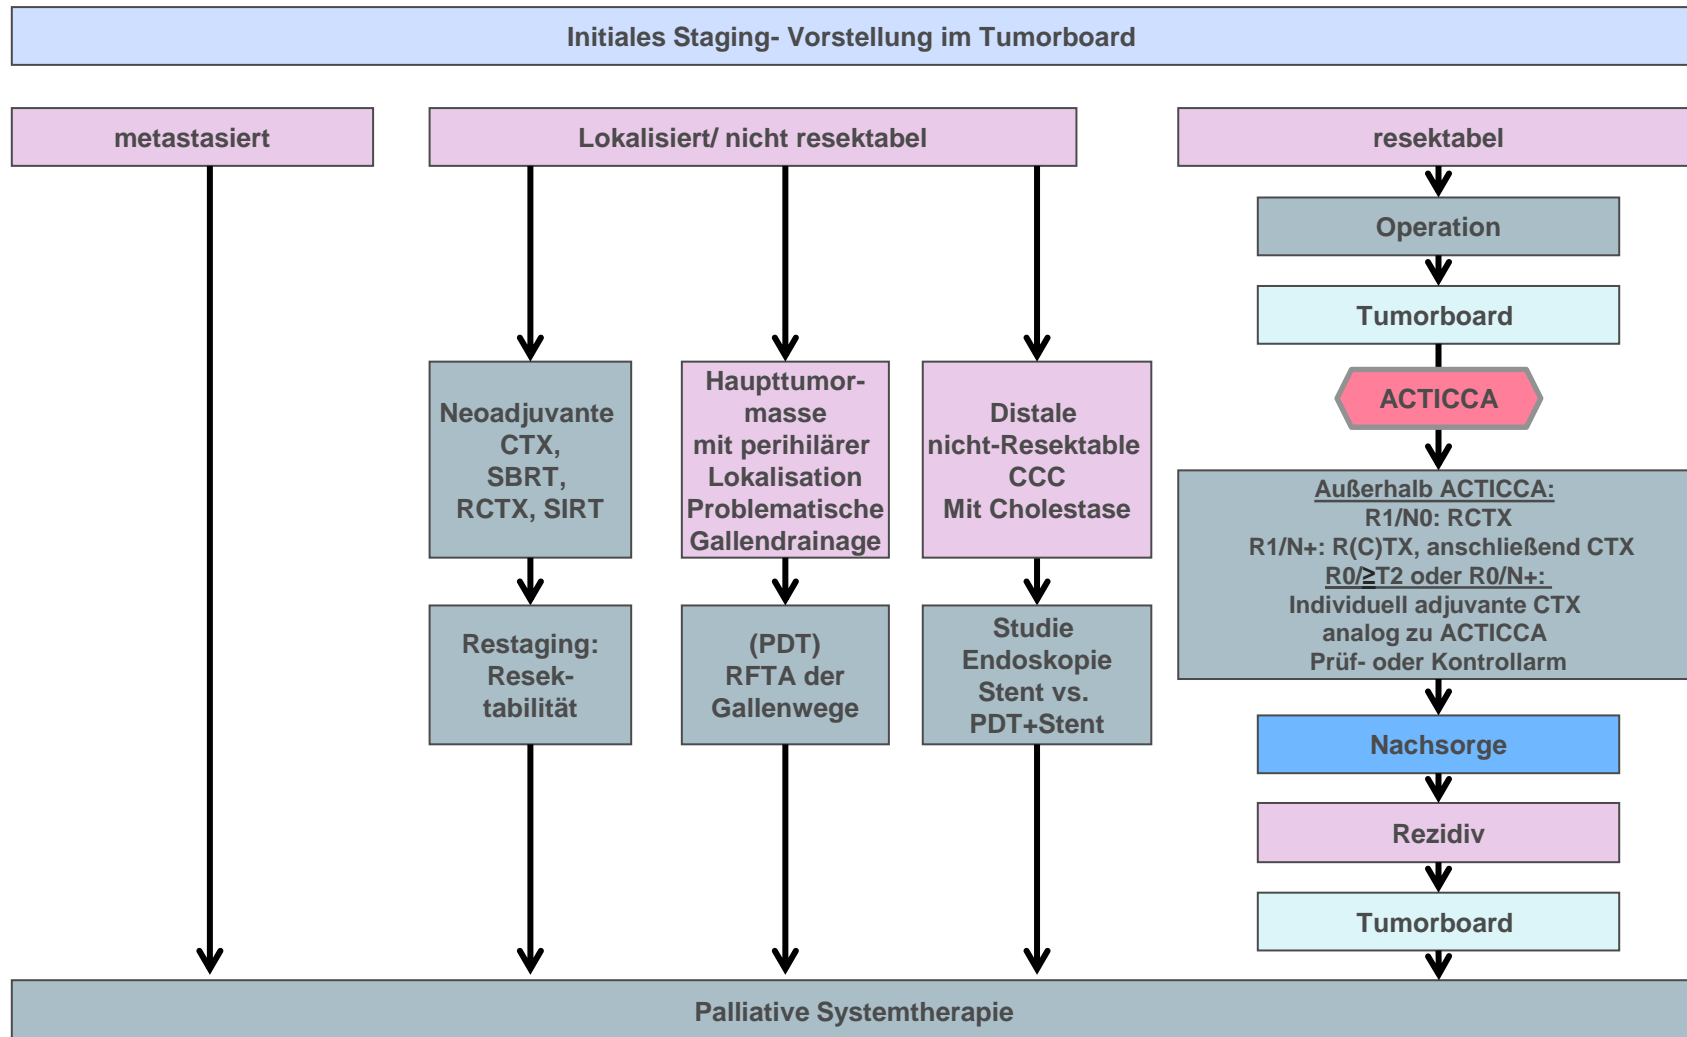 Initiales Staging- Vorstellung im Tumorboard
metastasiert
Lokalisiert/ nicht resektabel
resektabel
Operation
Tumorboard
ACTICCA
Neoadjuvante
CTX,
SBRT,
RCTX, SIRT
Haupttumor-
masse
mit perihilärer
Lokalisation
Problematische
Gallendrainage
Distale
nicht-Resektable
CCC
Mit Cholestase
Außerhalb ACTICCA:
R1/N0: RCTX
R1/N+: R(C)TX, anschließend CTX
R0/≥T2 oder R0/N+:
Individuell adjuvante CTX
analog zu ACTICCA
Prüf- oder Kontrollarm
Restaging:
Resek-
tabilität
(PDT)
RFTA der
Gallenwege
Studie
Endoskopie
Stent vs.
PDT+Stent
Nachsorge
Rezidiv
Tumorboard
Palliative Systemtherapie